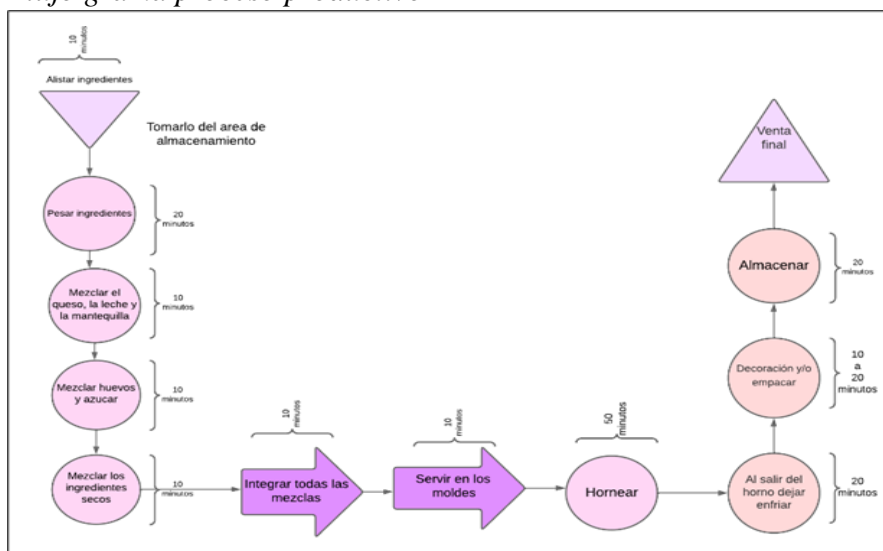 10
minutos
Alistar ingredientes
Tomarlo del area de
almacenamiento
Pesar ingredientes
20
minutos
Mezclar el
queso, la leche y
la mantequilla
10
minutos
Mezclar huevos
y azucar
10
minutos
Mezclar los
ingredientes
secos
10
minutos
10
minutos
Integrar todas las
mezclas
10
minutos
Servir en los
moldes
50
minutos
Hornear
Al salir del
horno dejar
enfriar
20
minutos
Decoración y/o
empacar
10
a
20
minutos
Almacenar
20
minutos
Venta
final